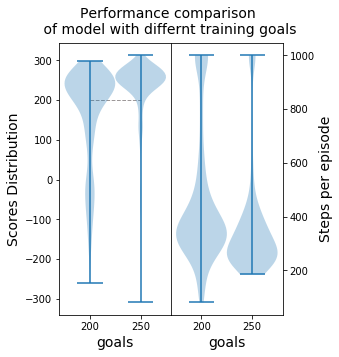 Performance comparison
of model with differnt training goals
Scores Distribution
300
200
100
0
−100
−200
−300
200
250
goals
200
250
goals
1000
800
600
400
200
Steps per episode